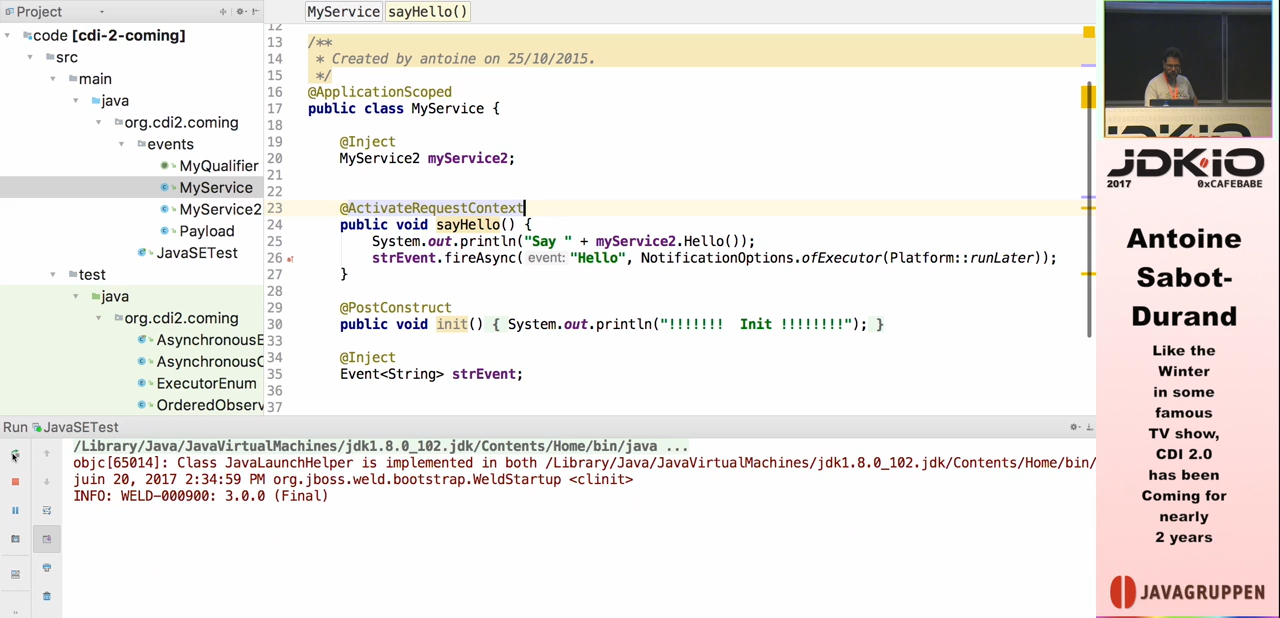 Project
MyService sayHello()
code [cdi-2-coming]
src
main
java
org.cdi2.coming
events
MyQualifier
MyService
MyService2
Payload
JavaSETest
test
java
org.cdi2.coming
AsynchronousE
AsynchronousC
ExecutorEnum
OrderedObserv
12
13 /**
14 * Created by antoine on 25/10/2015.
15 */
16 @ApplicationScoped
17 public class MyService {
18
19 @Inject
20 MyService2 myService2;
21
22
23 @ActivateRequestContext
24 public void sayHello() {
25 System.out.println("Say " + myService2.Hello());
26 strEvent.fireAsync( event: "Hello", NotificationOptions.ofExecutor(Platform::runLater));
27 }
28
29 @PostConstruct
30 public void init() { System.out.println("!!!!!!! Init !!!!!!!!"); }
33
34 @Inject
35 Event<String> strEvent;
36
37
Run JavaSETest
/Library/Java/JavaVirtualMachines/jdk1.8.0_102.jdk/Contents/Home/bin/java ...
objc[65014]: Class JavaLaunchHelper is implemented in both /Library/Java/JavaVirtualMachines/jdk1.8.0_102.jdk/Contents/Home/bin/
juin 20, 2017 2:34:59 PM org.jboss.weld.bootstrap.WeldStartup <clinit>
INFO: WELD-000900: 3.0.0 (Final)
JDK.IO
2017 0xCAFEBABE
Antoine
Sabot-
Durand
Like the
Winter
in some
famous
TV show,
CDI 2.0
has been
Coming for
nearly
2 years
JAVAGRUPPEN